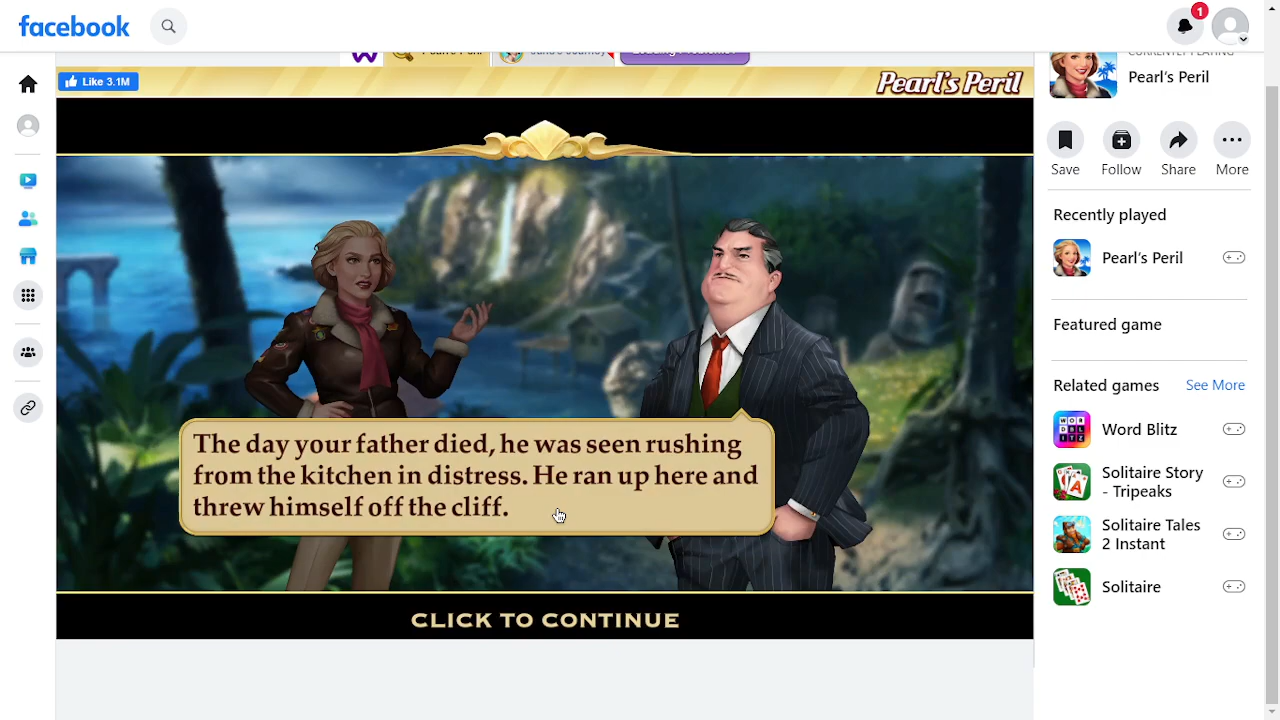 facebook
1
Like 3.1M
Pearl's Peril
Pearl's Peril
CURRENTLY PLAYING
Pearl's Peril
The day your father died, he was seen rushing
from the kitchen in distress. He ran up here and
threw himself off the cliff.
CLICK TO CONTINUE
Save
Follow
Share
More
Recently played
Pearl's Peril
Featured game
Related games
See More
Word Blitz
Solitaire Story
- Tripeaks
Solitaire Tales
2 Instant
Solitaire